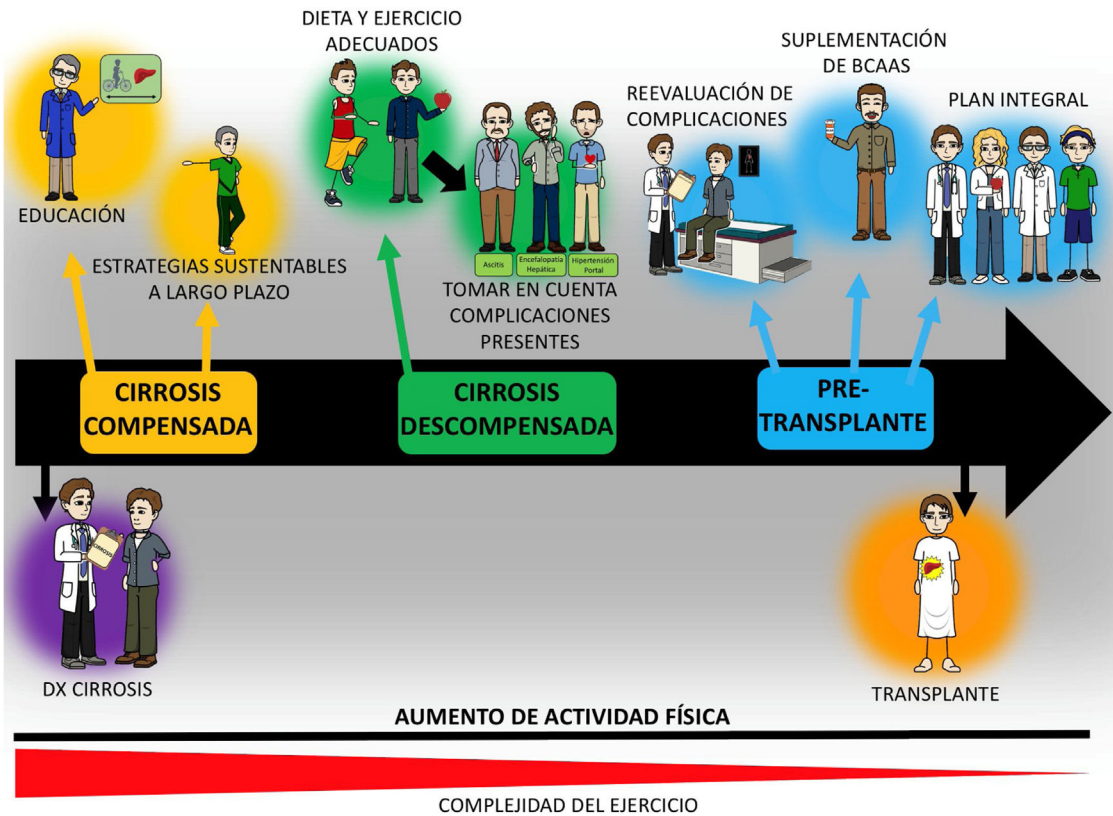 EDUCACIÓN
ESTRATEGIAS SUSTENTABLES
A LARGO PLAZO
DIETA Y EJERCICIO
ADECUADOS
Ascitis
Encefalopatía
Hepática
Hipertensión
Portal
TOMAR EN CUENTA
COMPLICACIONES
PRESENTES
REEVALUACIÓN DE
COMPLICACIONES
SUPLEMENTACIÓN
DE BCAAS
PLAN INTEGRAL
CIRROSIS
COMPENSADA
CIRROSIS
DESCOMPENSADA
PRE-
TRANSPLANTE
CIRROSIS
DX CIRROSIS
TRANSPLANTE
AUMENTO DE ACTIVIDAD FÍSICA
COMPLEJIDAD DEL EJERCICIO